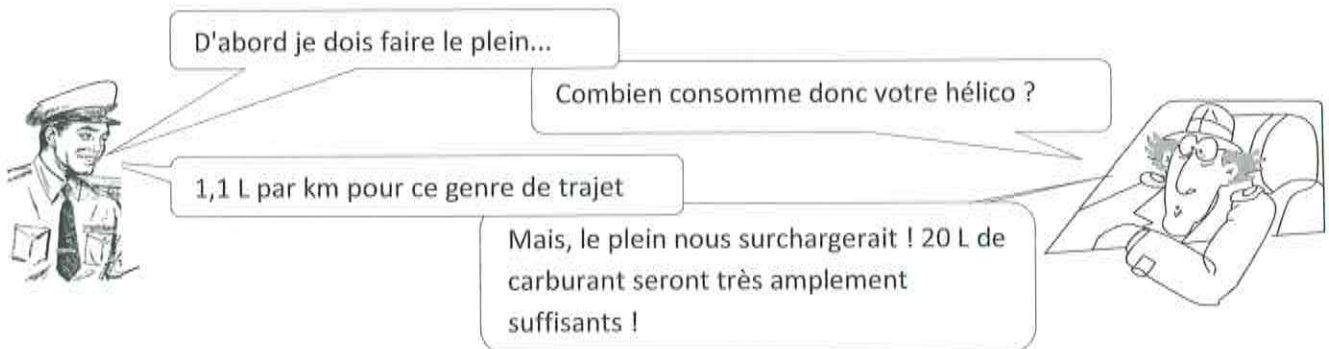 D'abord je dois faire le plein...
Combien consomme donc votre hélico ?
1,1 L par km pour ce genre de trajet
Mais, le plein nous surchargerait ! 20 L de
carburant seront très amplement
suffisants !